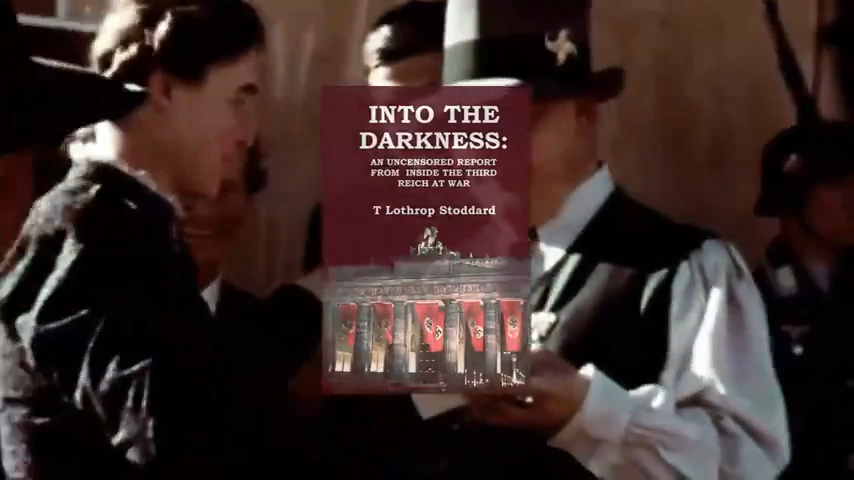 INTO THE
DARKNESS:
AN UNCENSORED REPORT
FROM INSIDE THE THIRD
REICH AT WAR
T Lothrop Stoddard